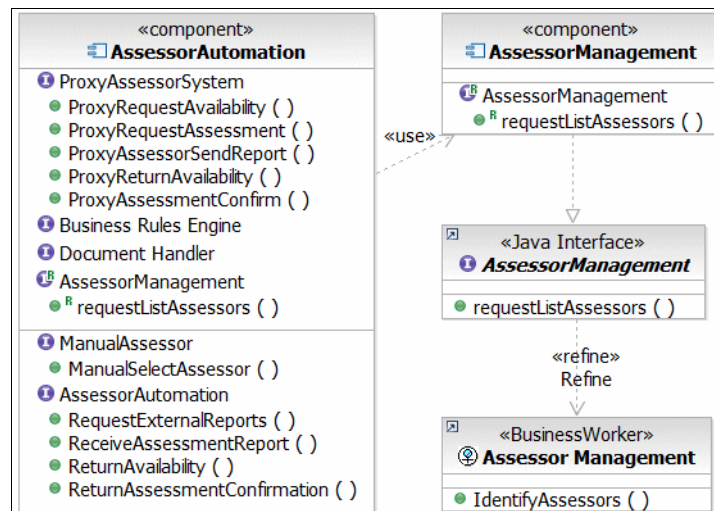 «component»
AssessorAutomation
ProxyAssessorSystem
ProxyRequestAvailability ( )
ProxyRequestAssessment ( )
ProxyAssessorSendReport ( )
ProxyReturnAvailability ( )
ProxyAssessmentConfirm ( )
Business Rules Engine
Document Handler
R AssessorManagement
R requestListAssessors ( )
ManualAssessor
ManualSelectAssessor ( )
AssessorAutomation
RequestExternalReports ( )
ReceiveAssessmentReport ( )
ReturnAvailability ( )
ReturnAssessmentConfirmation ( )
«use»
«component»
AssessorManagement
R AssessorManagement
R requestListAssessors ( )
«Java Interface»
AssessorManagement
requestListAssessors ( )
«refine»
Refine
«BusinessWorker»
Assessor Management
IdentifyAssessors ( )